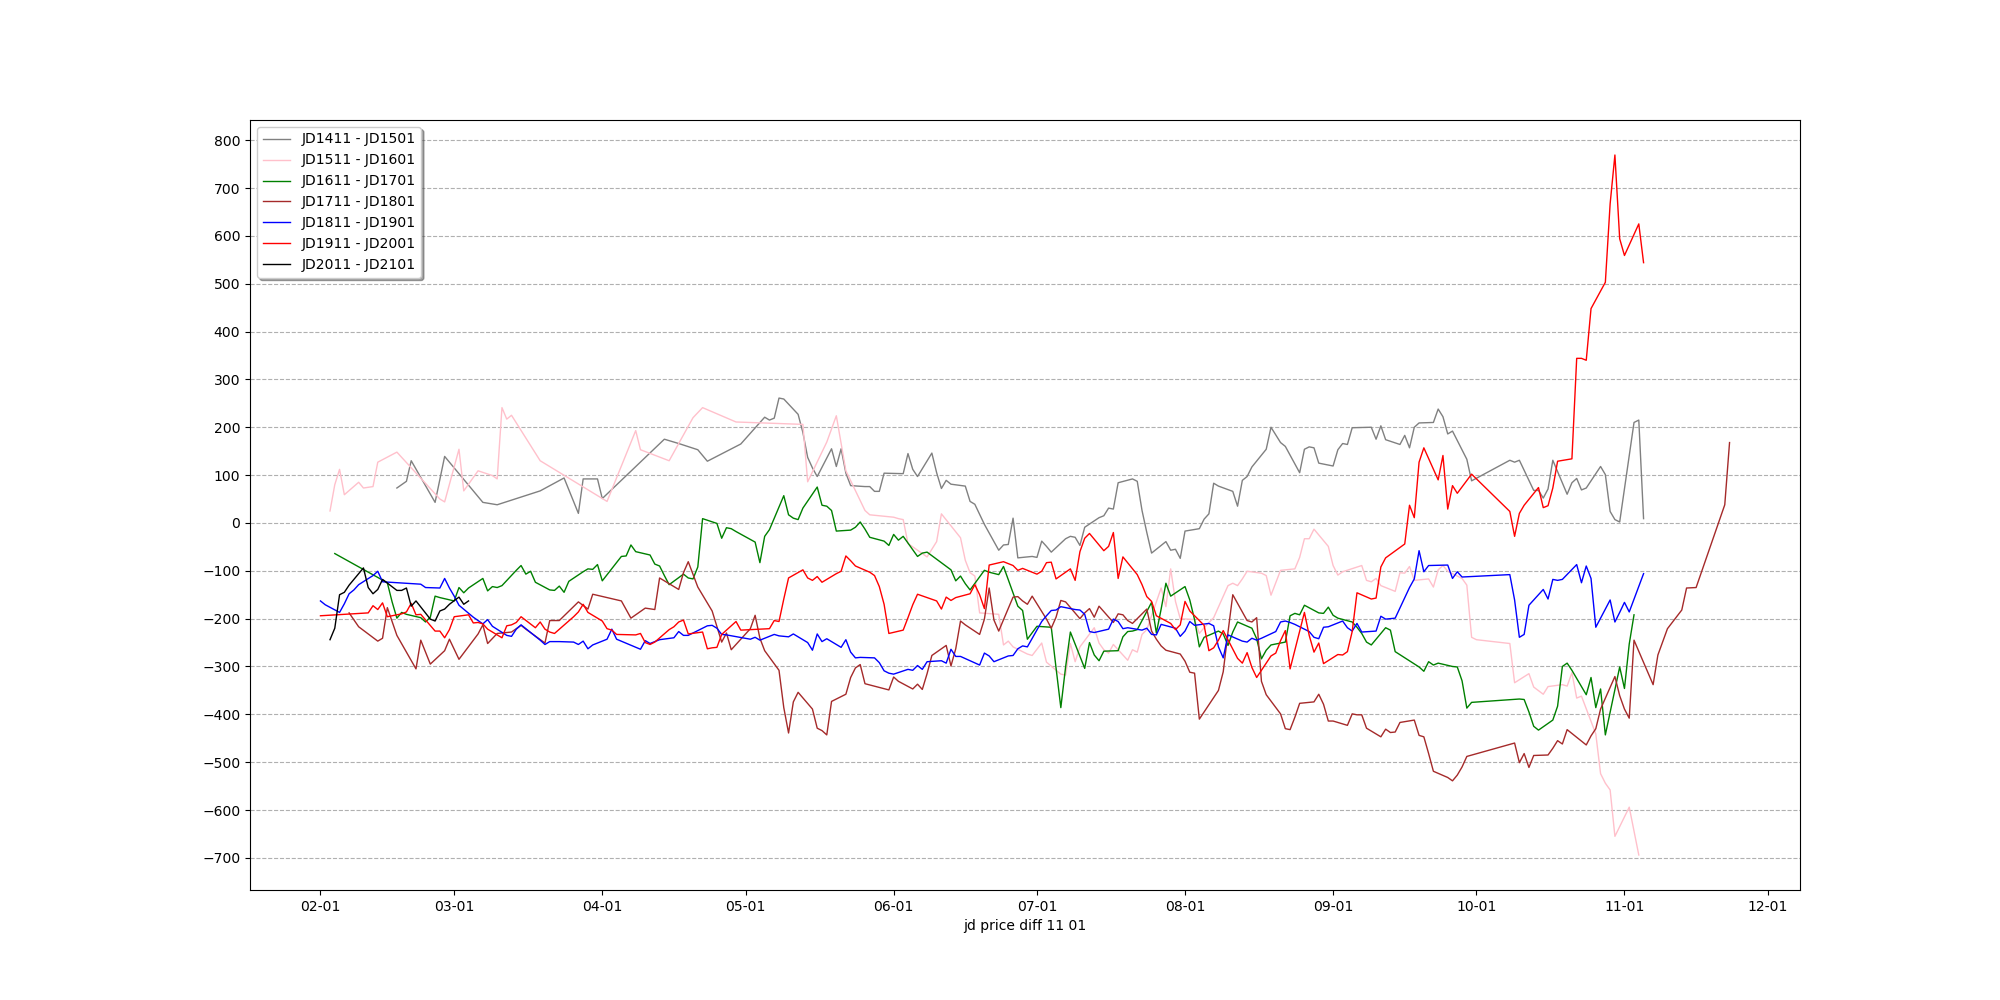 JD1411 - JD1501
JD1511 - JD1601
JD1611 - JD1701
JD1711 - JD1801
JD1811 - JD1901
JD1911 - JD2001
JD2011 - JD2101
800
700
600
500
400
300
200
100
0
−100
−200
−300
−400
−500
−600
−700
02-01 03-01 04-01 05-01 06-01 07-01 08-01 09-01 10-01 11-01 12-01
jd price diff 11 01